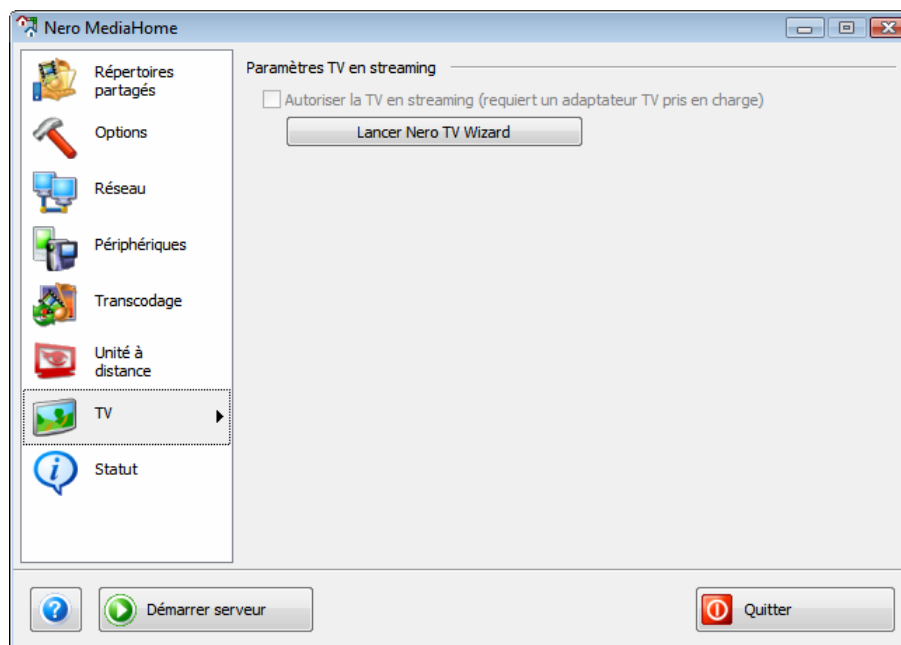 Nero MediaHome
Répertoires
partagés
Options
Réseau
Périphériques
Transcodage
Unité à
distance
TV
Statut
Paramètres TV en streaming
Autoriser la TV en streaming (requiert un adaptateur TV pris en charge)
Lancer Nero TV Wizard
Démarrer serveur
Quitter